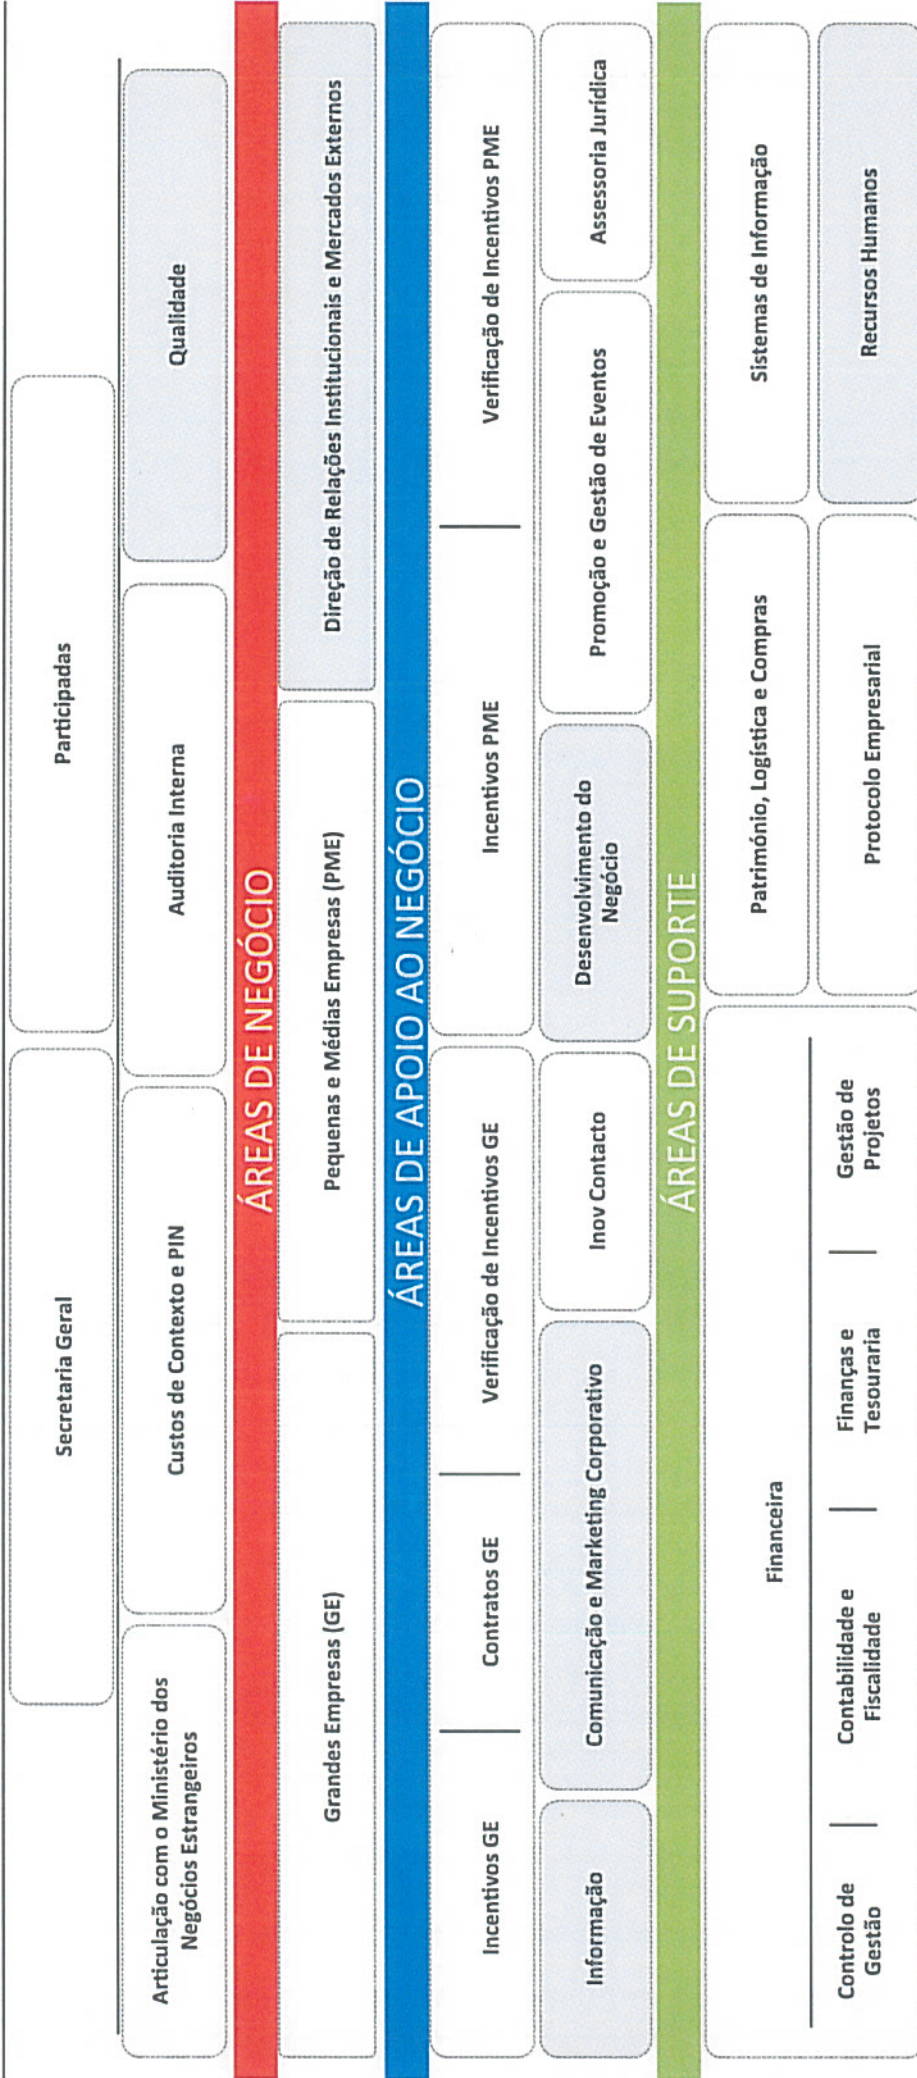 Secretaria Geral
Participadas
Articulação com o Ministério dos
Negócios Estrangeiros
Custos de Contexto e PIN
Auditoria Interna
Qualidade
ÁREAS DE NEGÓCIO
Grandes Empresas (GE)
Pequenas e Médias Empresas (PME)
Direção de Relações Institucionais e Mercados Externos
ÁREAS DE APOIO AO NEGÓCIO
Incentivos GE
Contratos GE
Verificação de Incentivos GE
Incentivos PME
Verificação de Incentivos PME
Informação
Comunicação e Marketing Corporativo
Inov Contacto
Desenvolvimento do
Negócio
Promoção e Gestão de Eventos
Assessoria Jurídica
ÁREAS DE SUPORTE
Financeira
Controlo de
Gestão
Contabilidade e
Fiscalidade
Finanças e
Tesouraria
Gestão de
Projetos
Património, Logística e Compras
Sistemas de Informação
Protocolo Empresarial
Recursos Humanos